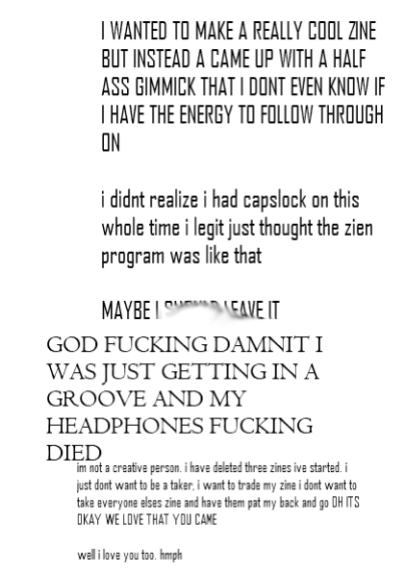 I WANTED TO MAKE A REALLY COOL ZINE
BUT INSTEAD A CAME UP WITH A HALF
ASS GIMMICK THAT I DONT EVEN KNOW IF
I HAVE THE ENERGY TO FOLLOW THROUGH
ON
i didnt realize i had capslock on this
whole time i legit just thought the zien
program was like that
MAYBE I SHOULD LEAVE IT
GOD FUCKING DAMNIT I
WAS JUST GETTING IN A
GROOVE AND MY
HEADPHONES FUCKING
DIED
im not a creative person. i have deleted three zines ive started. i
just dont want to be a taker, i want to trade my zine i dont want to
take everyone elses zine and have them pat my back and go OH ITS
OKAY WE LOVE THAT YOU CAME
well i love you too. hmph